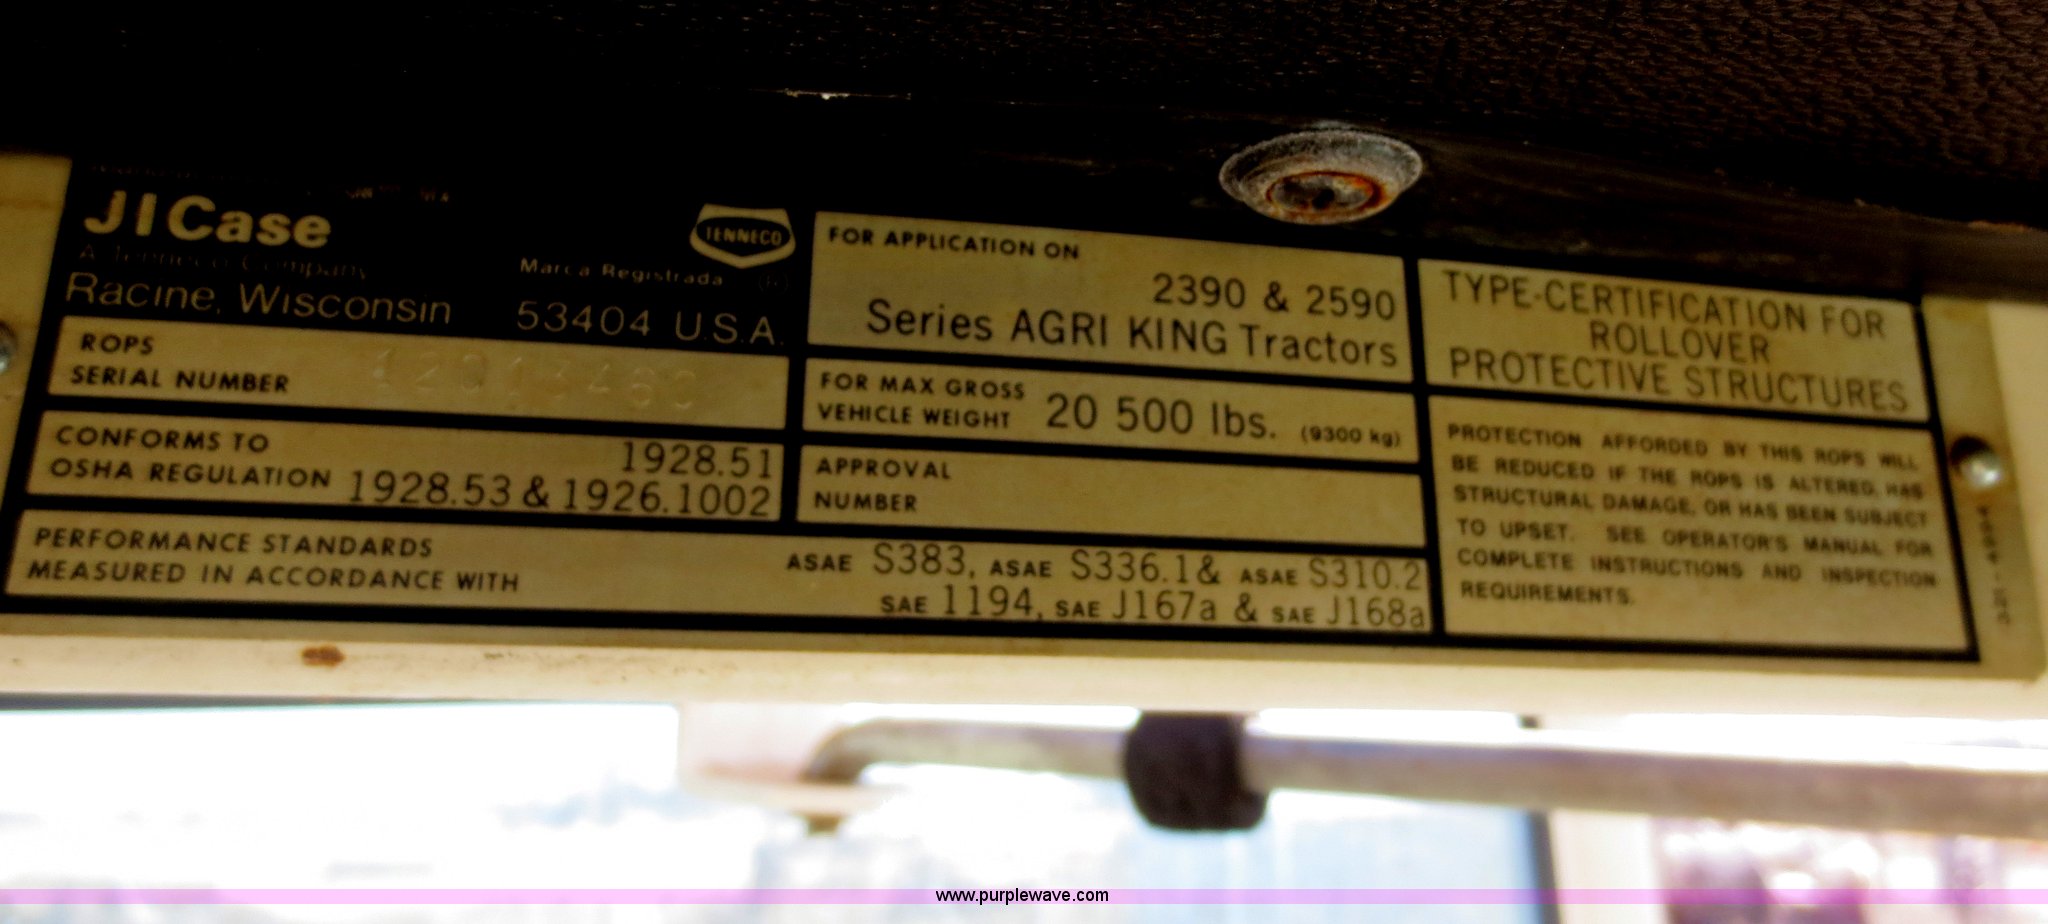 JI Case
A Tenneco Company
Racine, Wisconsin
Marca Registrada
53404 U.S.A.
TENNECO
ROPS
SERIAL NUMBER
CONFORMS TO
OSHA REGULATION
1928.51
1928.53 & 1926.1002
PERFORMANCE STANDARDS
MEASURED IN ACCORDANCE WITH
ASAE S383, ASAE S336.1 & ASAE S310.2
SAE 1194, SAE J167a & SAE J168a
FOR APPLICATION ON
2390 & 2590
Series AGRI KING Tractors
FOR MAX GROSS
VEHICLE WEIGHT
20 500 lbs. (9300 kg)
APPROVAL
NUMBER
TYPE-CERTIFICATION FOR
ROLLOVER
PROTECTIVE STRUCTURES
PROTECTION AFFORDED BY THIS ROPS WILL
BE REDUCED IF THE ROPS IS ALTERED, HAS
STRUCTURAL DAMAGE, OR HAS BEEN SUBJECT
TO UPSET. SEE OPERATOR'S MANUAL FOR
COMPLETE INSTRUCTIONS AND INSPECTION
REQUIREMENTS.
www.purplewave.com